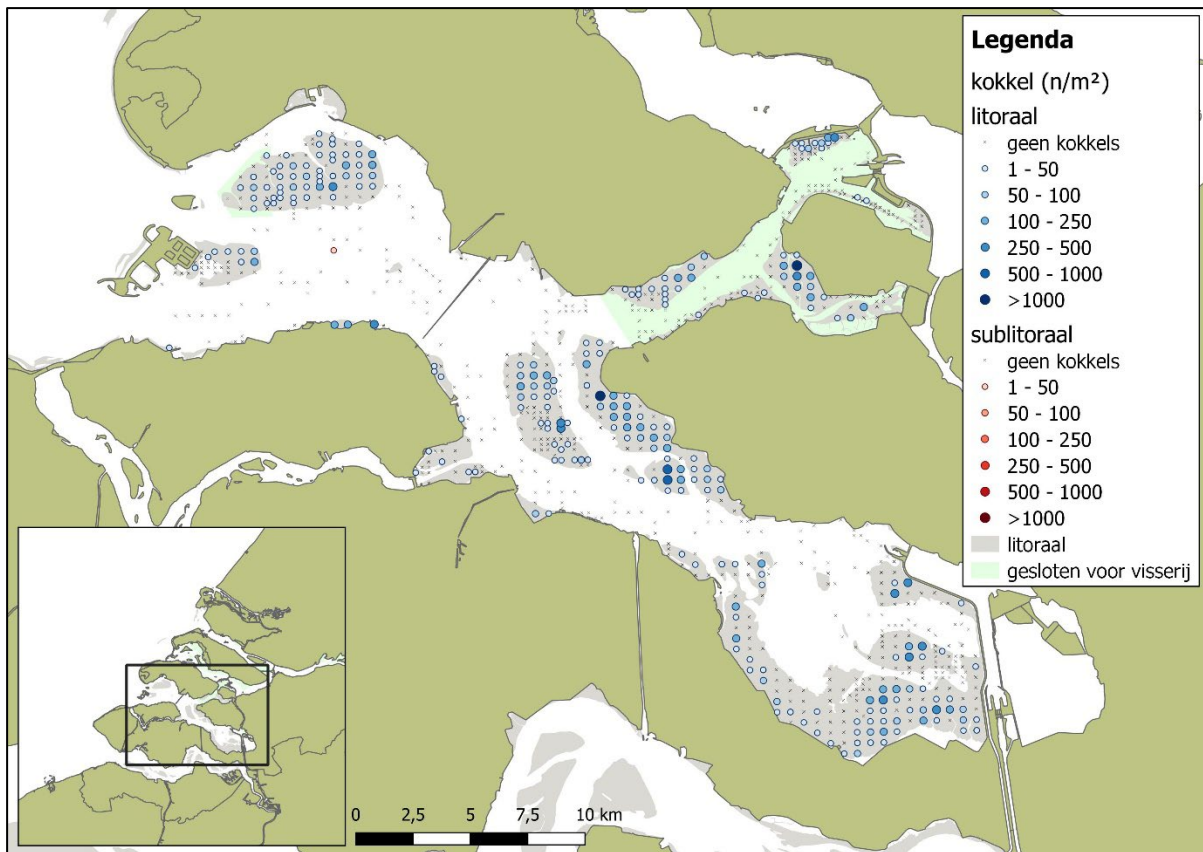 Legenda
kokkel (n/m²)
litoraal
geen kokkels
1 - 50
50 - 100
100 - 250
250 - 500
500 - 1000
>1000
sublitoraal
geen kokkels
1 - 50
50 - 100
100 - 250
250 - 500
500 - 1000
>1000
litoraal
gesloten voor visserij
0 2,5 5 7,5 10 km